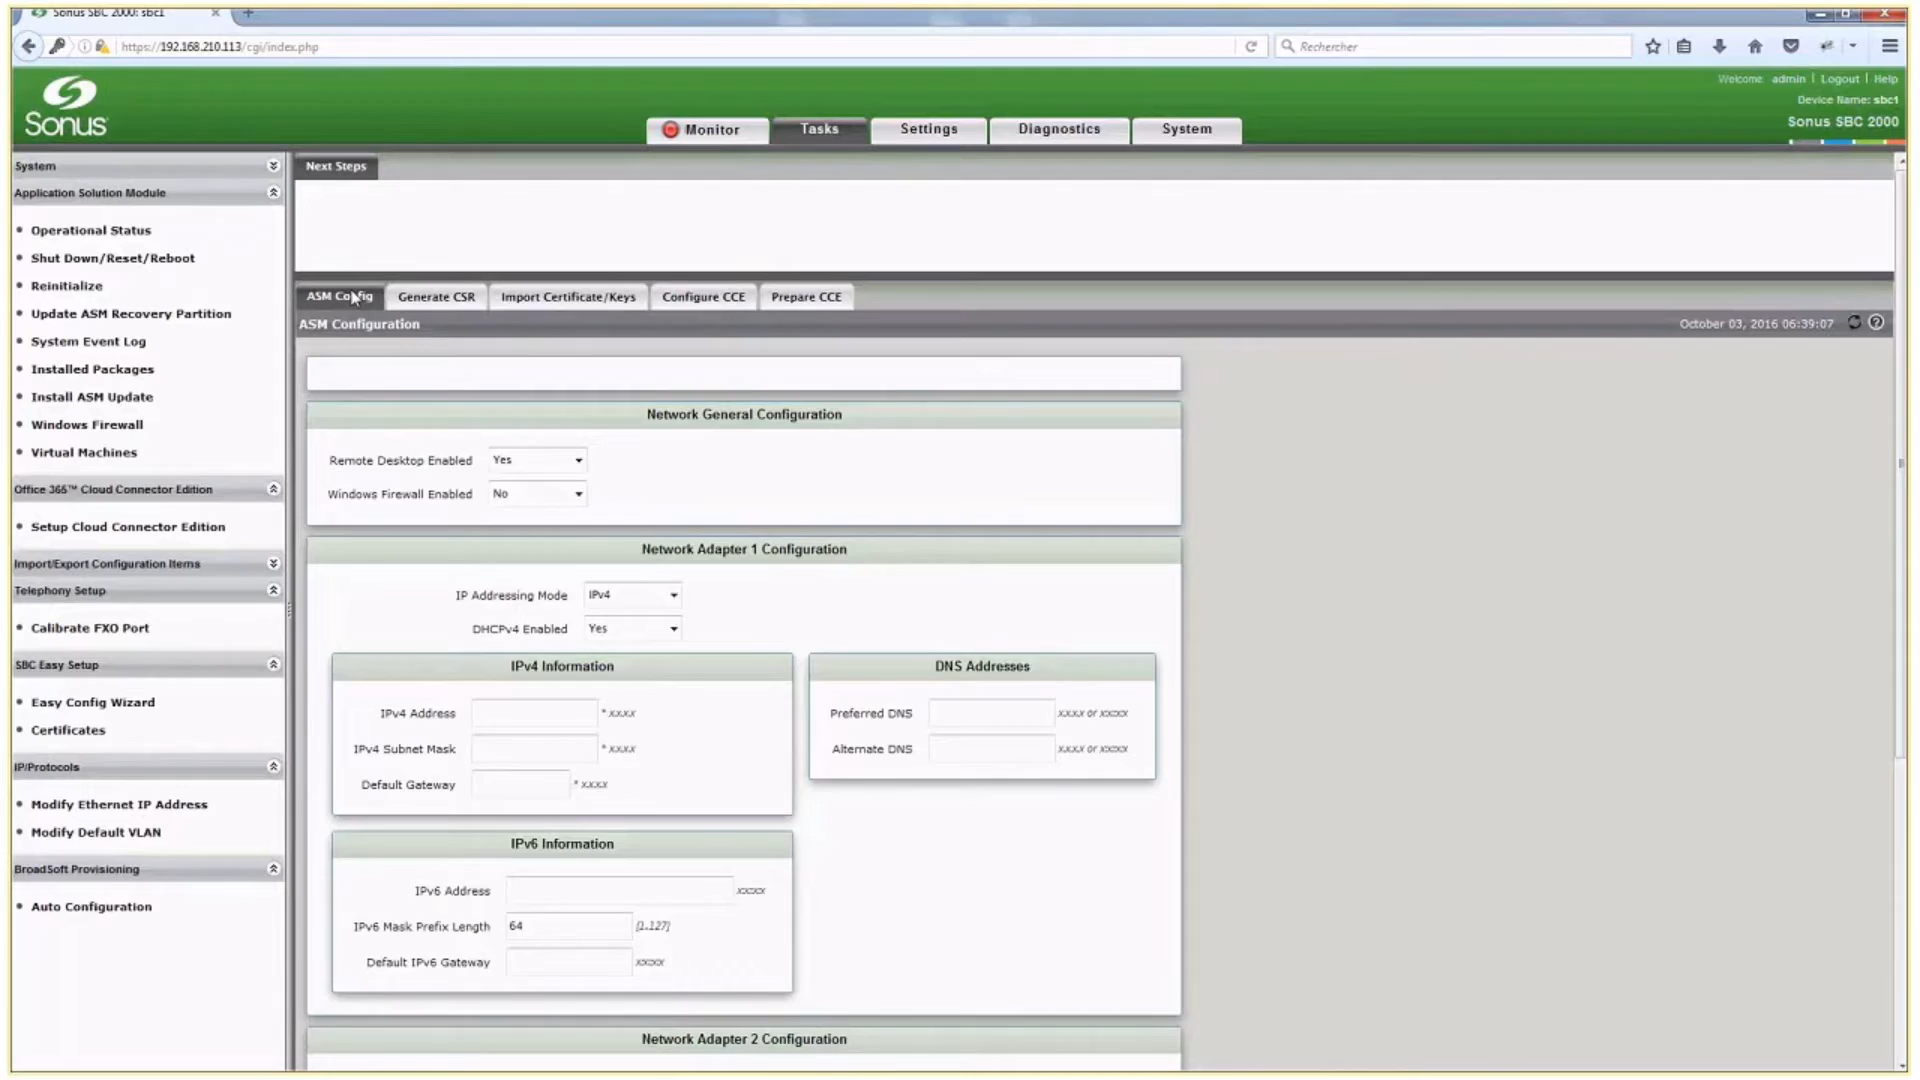 Sonus SBC 2000: sbc1
https://192.168.210.113/cgi/index.php
Rechercher
Welcome admin | Logout | Help
Device Name: sbc1
Sonus SBC 2000
Sonus
Monitor
Tasks
Settings
Diagnostics
System
System
Application Solution Module
Operational Status
Shut Down/Reset/Reboot
Reinitialize
Update ASM Recovery Partition
System Event Log
Installed Packages
Install ASM Update
Windows Firewall
Virtual Machines
Office 365™ Cloud Connector Edition
Setup Cloud Connector Edition
Import/Export Configuration Items
Telephony Setup
Calibrate FXO Port
SBC Easy Setup
Easy Config Wizard
Certificates
IP/Protocols
Modify Ethernet IP Address
Modify Default VLAN
BroadSoft Provisioning
Auto Configuration
Next Steps
ASM Config
Generate CSR
Import Certificate/Keys
Configure CCE
Prepare CCE
ASM Configuration
October 03, 2016 06:39:07
Network General Configuration
Remote Desktop Enabled Yes
Windows Firewall Enabled No
Network Adapter 1 Configuration
IP Addressing Mode IPv4
DHCPv4 Enabled Yes
IPv4 Information
IPv4 Address * x.x.x.x
IPv4 Subnet Mask * x.x.x.x
Default Gateway * x.x.x.x
DNS Addresses
Preferred DNS
Alternate DNS
IPv6 Information
IPv6 Address
IPv6 Mask Prefix Length 64 [1..127]
Default IPv6 Gateway
Network Adapter 2 Configuration